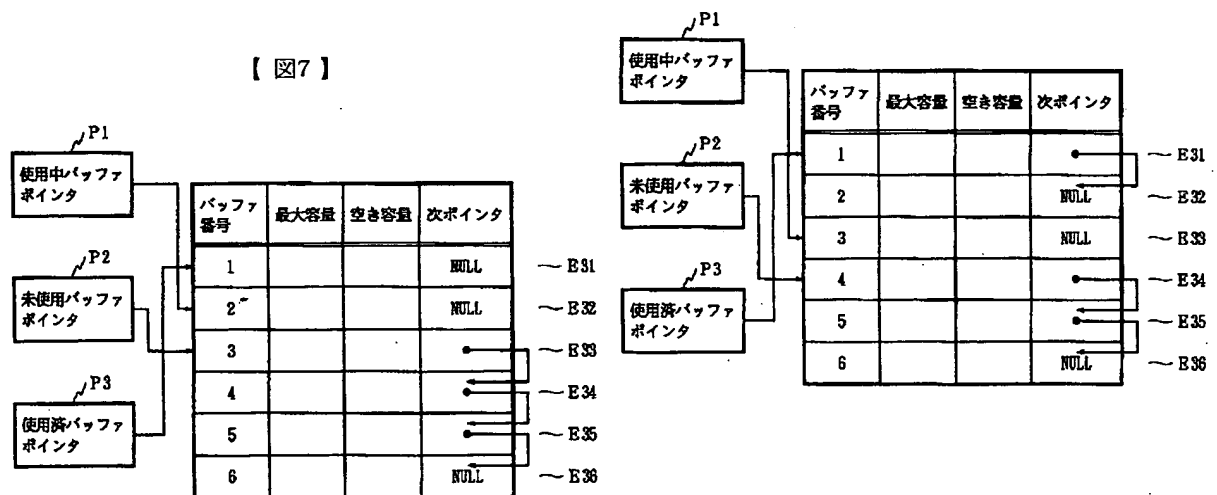 【 図7 】
P1
使用中バッファ
ポインタ
P2
未使用バッファ
ポインタ
P3
使用済バッファ
ポインタ
バッファ
番号
最大容量
空き容量
次ポインタ
1
NULL
E31
2
NULL
E32
3
E33
4
E34
5
E35
6
NULL
E36
P1
使用中バッファ
ポインタ
P2
未使用バッファ
ポインタ
P3
使用済バッファ
ポインタ
バッファ
番号
最大容量
空き容量
次ポインタ
1
E31
2
NULL
E32
3
NULL
E33
4
E34
5
E35
6
NULL
E36